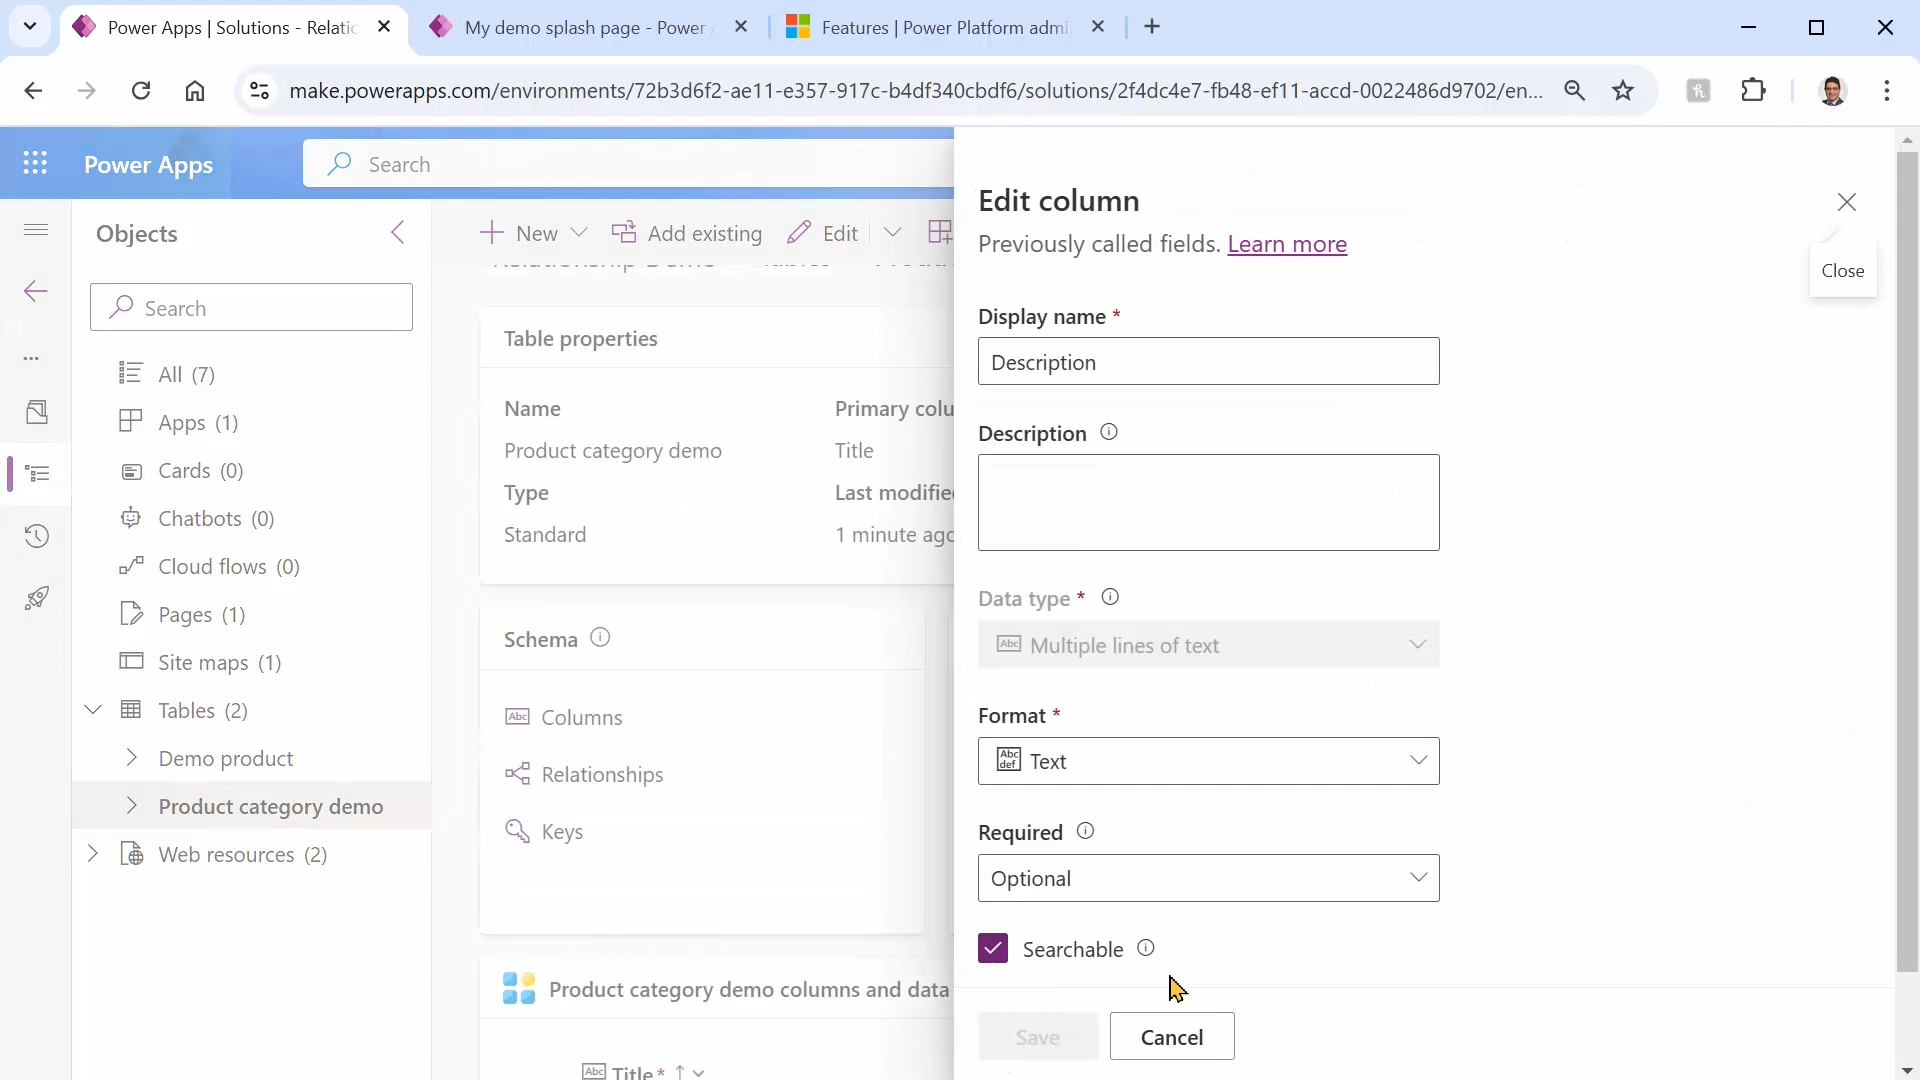 Power Apps | Solutions - Relatic
My demo splash page - Power
Features | Power Platform admi
make.powerapps.com/environments/72b3d6f2-ae11-e357-917c-b4df340cbdf6/solutions/2f4dc4e7-fb48-ef11-accd-0022486d9702/en...
Power Apps
Search
Objects
Search
All (7)
Apps (1)
Cards (0)
Chatbots (0)
Cloud flows (0)
Pages (1)
Site maps (1)
Tables (2)
Demo product
Product category demo
Web resources (2)
New
Add existing
Edit
Table properties
Name
Primary colu
Product category demo
Title
Type
Last modifie
Standard
1 minute ago
Schema
Columns
Relationships
Keys
Product category demo columns and data
Title *
Edit column
Previously called fields. Learn more
Close
Display name *
Description
Description
Data type *
Multiple lines of text
Format *
Text
Required
Optional
Searchable
Save
Cancel